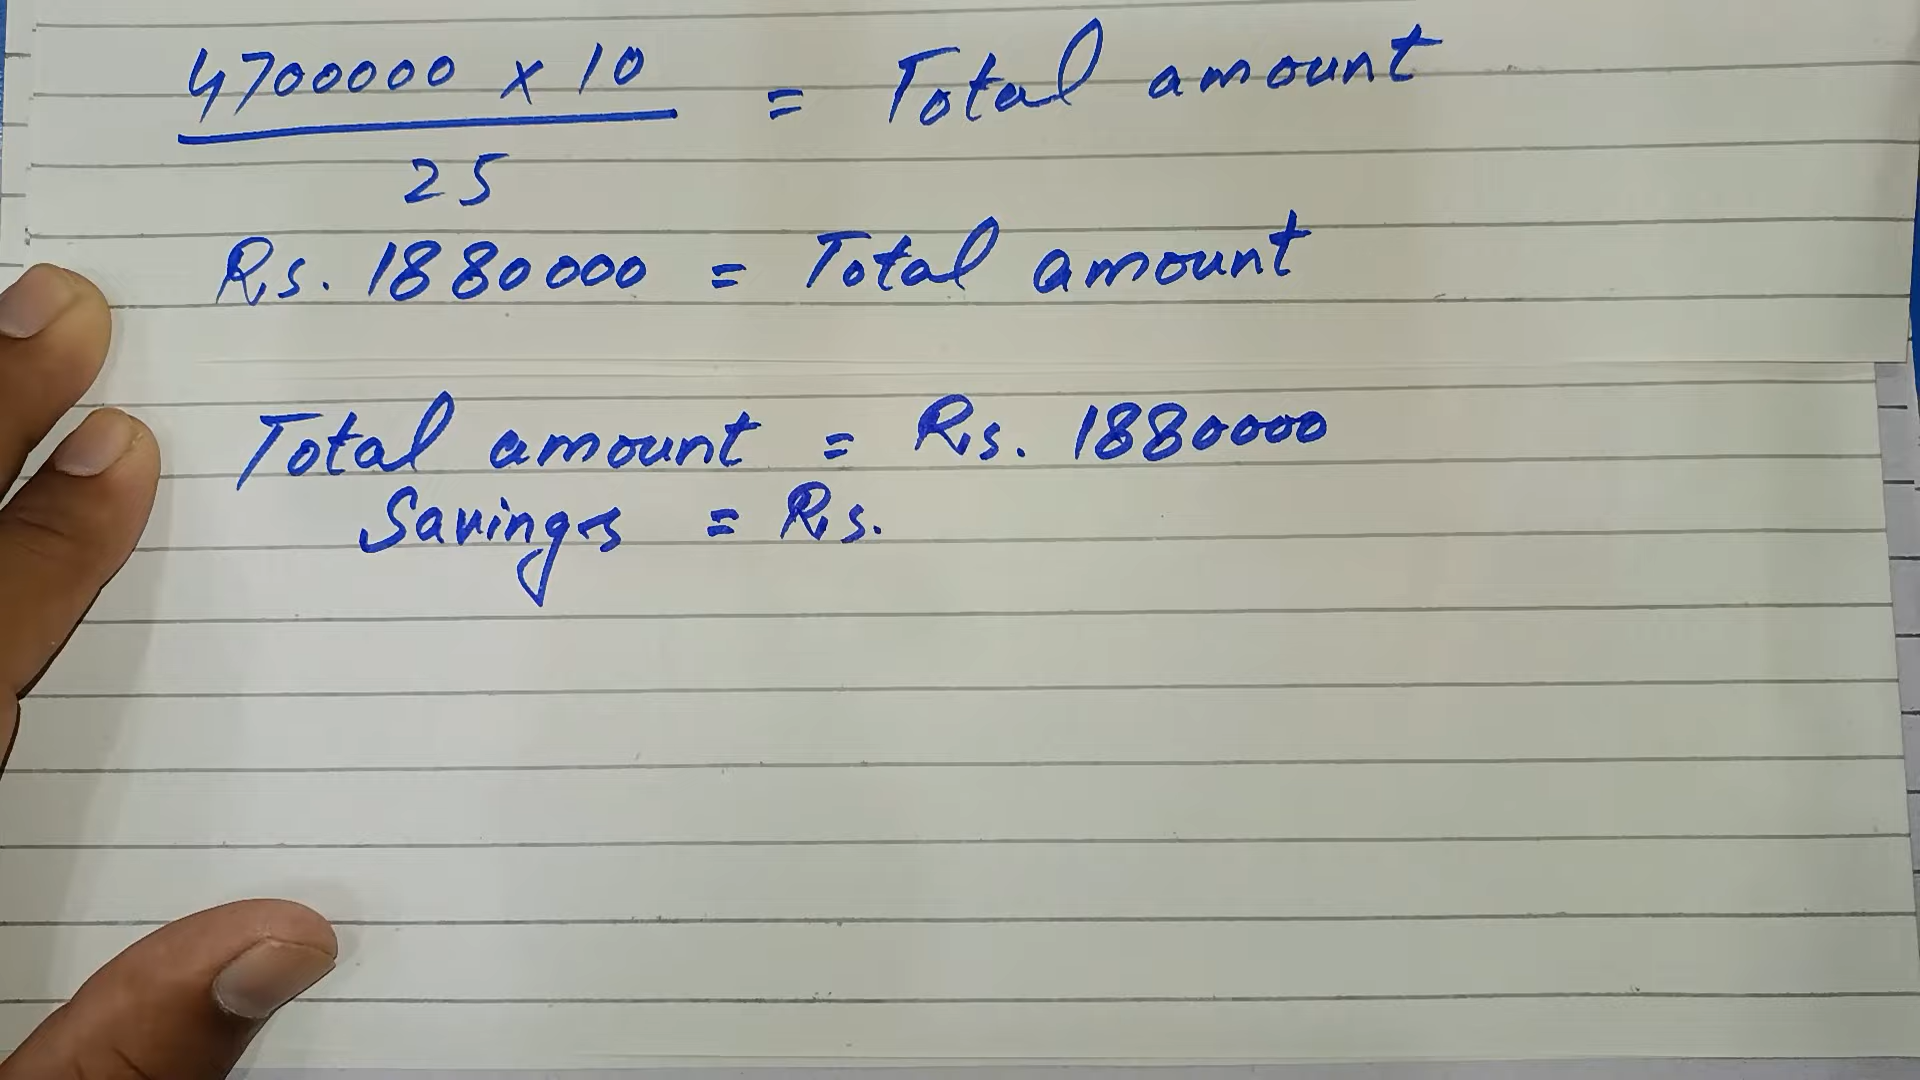 4700000 x 10 = Total amount
25
Rs. 1880000 = Total amount
Total amount = Rs. 1880000
Savings = Rs.